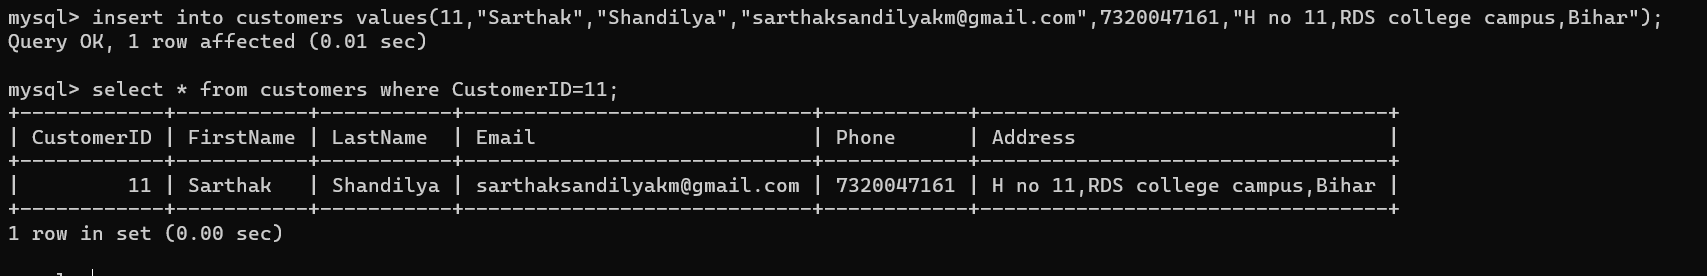 mysql> insert into customers values(11,"Sarthak","Shandilya","sarthaksandilyakm@gmail.com",7320047161,"H no 11,RDS college campus,Bihar");
Query OK, 1 row affected (0.01 sec)
mysql> select * from customers where CustomerID=11;
+------------+-----------+-----------+-----------------------------+------------+----------------------------------+
| CustomerID | FirstName | LastName  | Email                       | Phone      | Address                          |
+------------+-----------+-----------+-----------------------------+------------+----------------------------------+
|         11 | Sarthak   | Shandilya | sarthaksandilyakm@gmail.com | 7320047161 | H no 11,RDS college campus,Bihar |
+------------+-----------+-----------+-----------------------------+------------+----------------------------------+
1 row in set (0.00 sec)